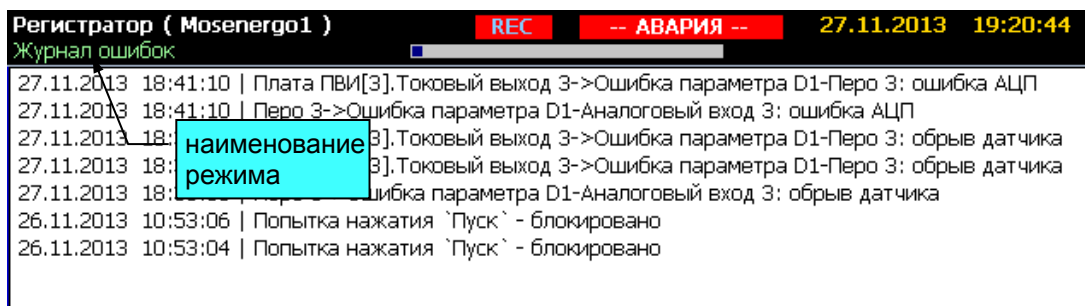 Регистратор ( Mosenergo1 ) REC -- АВАРИЯ -- 27.11.2013 19:20:44
Журнал ошибок
27.11.2013 18:41:10 | Плата ПВИ[3].Токовый выход 3->Ошибка параметра D1-Перо 3: ошибка АЦП
27.11.2013 18:41:10 | Перо 3->Ошибка параметра D1-Аналоговый вход 3: ошибка АЦП
27.11.2013 3].Токовый выход 3->Ошибка параметра D1-Перо 3: обрыв датчика
27.11.2013 18: 3].Токовый выход 3->Ошибка параметра D1-Перо 3: обрыв датчика
27.11.2013 18: параметра D1-Аналоговый вход 3: обрыв датчика
наименование
режима
26.11.2013 10:53:06 | Попытка нажатия `Пуск` - блокировано
26.11.2013 10:53:04 | Попытка нажатия `Пуск` - блокировано